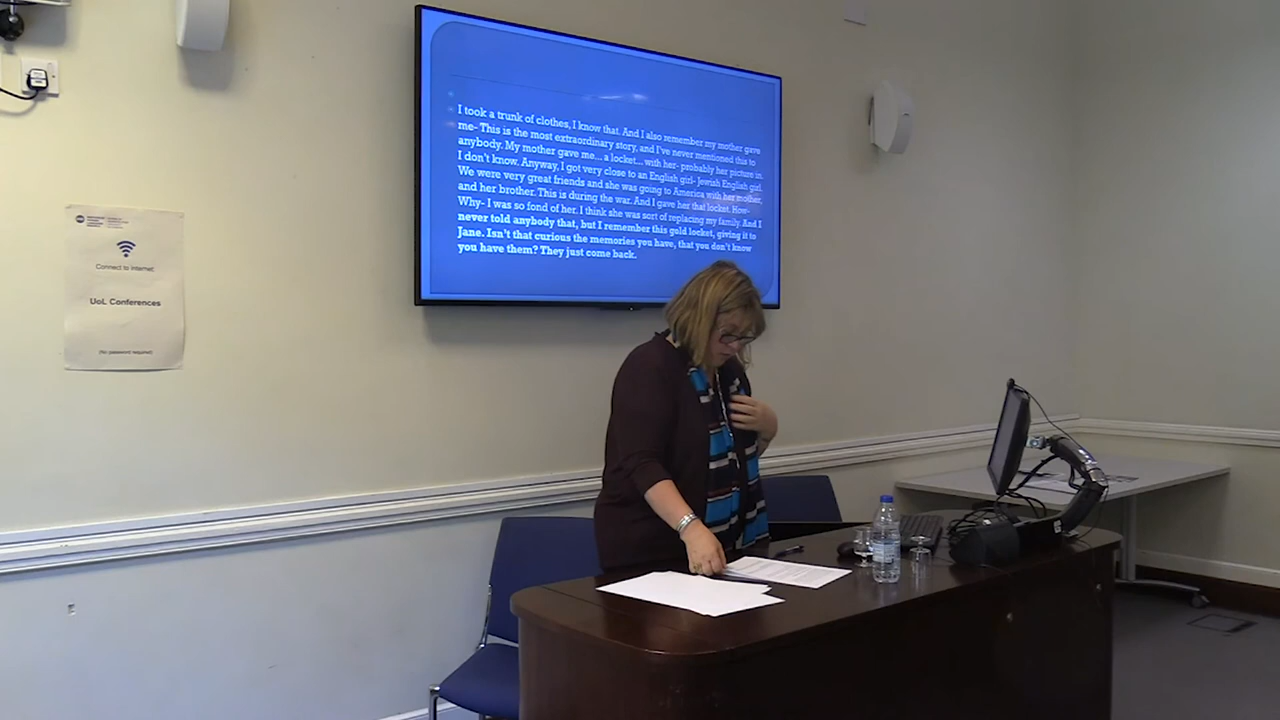 I took a trunk of clothes, I know that. And I also remember my mother gave
me- This is the most extraordinary story, and I've never mentioned this to
anybody. My mother gave me... a locket... with her- probably her picture in.
I don't know. Anyway, I got very close to an English girl- Jewish English girl.
We were very great friends and she was going to America with her mother,
and her brother. This is during the war. And I gave her that locket. How-
Why- I was so fond of her. I think she was sort of replacing my family. And I
never told anybody that, but I remember this gold locket, giving it to
Jane. Isn't that curious the memories you have, that you don't know
you have them? They just come back.
Connect to Internet
UoL Conferences
(No password required)